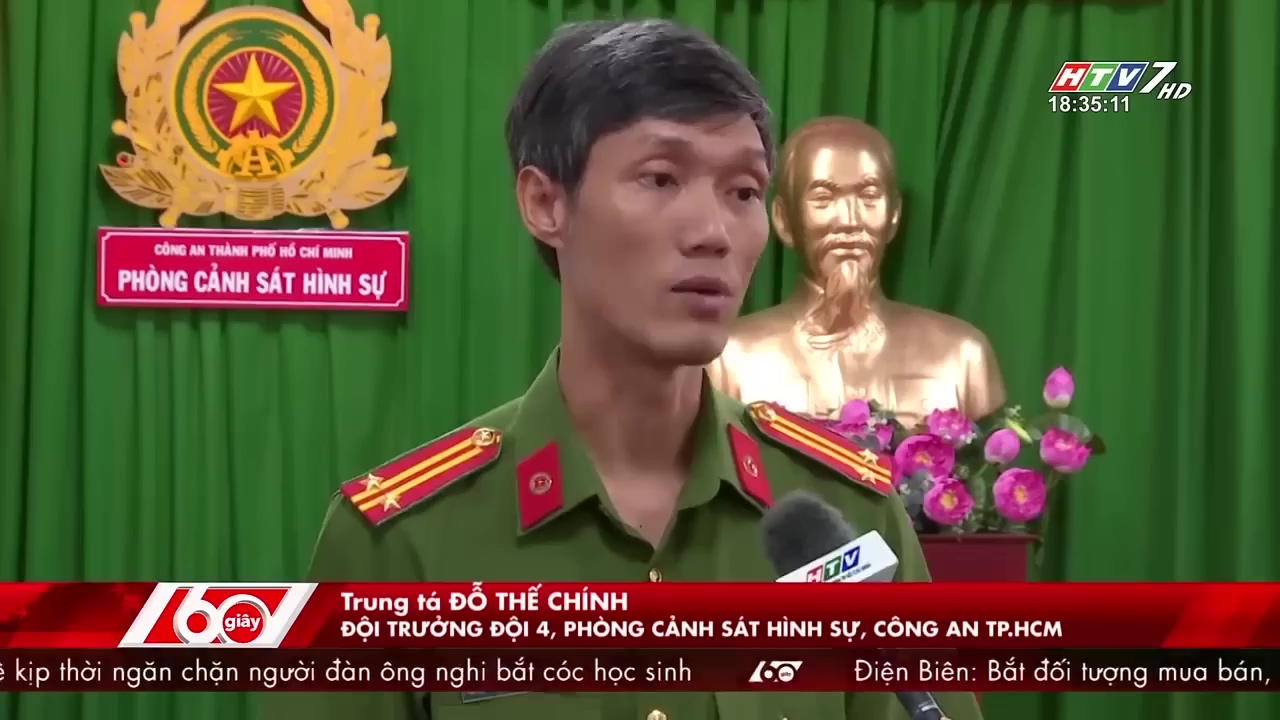 HTV7 HD
18:35:11
CÔNG AN THÀNH PHỐ HỒ CHÍ MINH
PHÒNG CẢNH SÁT HÌNH SỰ
HTV
60 giây
Trung tá ĐỖ THẾ CHÍNH
ĐỘI TRƯỞNG ĐỘI 4, PHÒNG CẢNH SÁT HÌNH SỰ, CÔNG AN TP.HCM
kịp thời ngăn chặn người đàn ông nghi bắt cóc học sinh
60
Điện Biên: Bắt đối tượng mua bán,